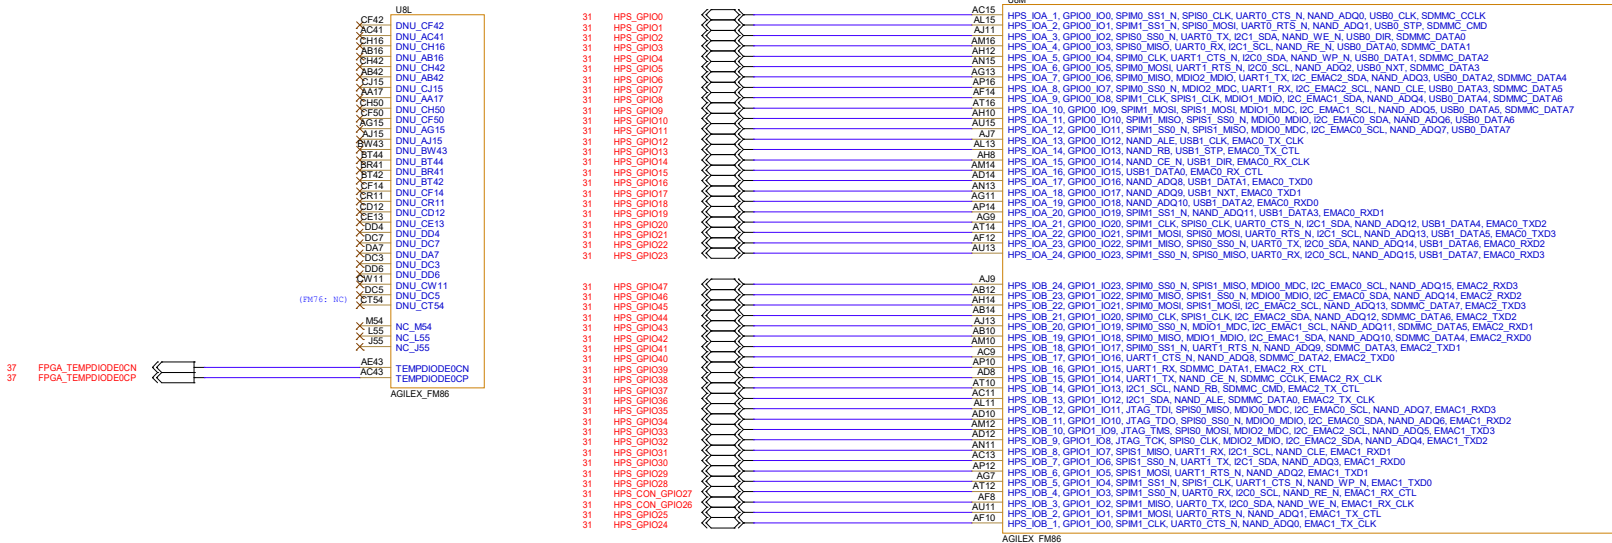 U8L
CF42 DNU_CF42
AC41 DNU_AC41
CH16 DNU_CH16
AB16 DNU_AB16
CH42 DNU_CH42
AB42 DNU_AB42
CJ15 DNU_CJ15
AA17 DNU_AA17
CH50 DNU_CH50
CF50 DNU_CF50
AG15 DNU_AG15
AJ15 DNU_AJ15
BW43 DNU_BW43
BT44 DNU_BT44
BR41 DNU_BR41
BT42 DNU_BT42
CF14 DNU_CF14
CR11 DNU_CR11
CD12 DNU_CD12
CE13 DNU_CE13
DD4 DNU_DD4
DC7 DNU_DC7
DA7 DNU_DA7
DC3 DNU_DC3
DD6 DNU_DD6
CW11 DNU_CW11
DC5 DNU_DC5
(FM76: NC) CT54 DNU_CT54
M54 NC_M54
L55 NC_L55
J55 NC_J55
37 FPGA_TEMPDIODE0CN AE43 TEMPDIODE0CN
37 FPGA_TEMPDIODE0CP AC43 TEMPDIODE0CP
AGILEX_FM86
U8M
31 HPS_GPIO0 AC15 HPS_IOA_1, GPIO0_IO0, SPIM0_SS1_N, SPIS0_CLK, UART0_CTS_N, NAND_ADQ0, USB0_CLK, SDMMC_CCLK
31 HPS_GPIO1 AL15 HPS_IOA_2, GPIO0_IO1, SPIM1_SS1_N, SPIS0_MOSI, UART0_RTS_N, NAND_ADQ1, USB0_STP, SDMMC_CMD
31 HPS_GPIO2 AJ11 HPS_IOA_3, GPIO0_IO2, SPIS0_SS0_N, UART0_TX, I2C1_SDA, NAND_WE_N, USB0_DIR, SDMMC_DATA0
31 HPS_GPIO3 AM16 HPS_IOA_4, GPIO0_IO3, SPIS0_MISO, UART0_RX, I2C1_SCL, NAND_RE_N, USB0_DATA0, SDMMC_DATA1
31 HPS_GPIO4 AH12 HPS_IOA_5, GPIO0_IO4, SPIM0_CLK, UART1_CTS_N, I2C0_SDA, NAND_WP_N, USB0_DATA1, SDMMC_DATA2
31 HPS_GPIO5 AN15 HPS_IOA_6, GPIO0_IO5, SPIM0_MOSI, UART1_RTS_N, I2C0_SCL, NAND_ADQ2, USB0_NXT, SDMMC_DATA3
31 HPS_GPIO6 AG13 HPS_IOA_7, GPIO0_IO6, SPIM0_MISO, MDIO2_MDIO, UART1_TX, I2C_EMAC2_SDA, NAND_ADQ3, USB0_DATA2, SDMMC_DATA4
31 HPS_GPIO7 AP16 HPS_IOA_8, GPIO0_IO7, SPIM0_SS0_N, MDIO2_MDC, UART1_RX, I2C_EMAC2_SCL, NAND_CLE, USB0_DATA3, SDMMC_DATA5
31 HPS_GPIO8 AF14 HPS_IOA_9, GPIO0_IO8, SPIM1_CLK, SPIS1_CLK, MDIO1_MDIO, I2C_EMAC1_SDA, NAND_ADQ4, USB0_DATA4, SDMMC_DATA6
31 HPS_GPIO9 AT16 HPS_IOA_10, GPIO0_IO9, SPIM1_MOSI, SPIS1_MOSI, MDIO1_MDC, I2C_EMAC1_SCL, NAND_ADQ5, USB0_DATA5, SDMMC_DATA7
31 HPS_GPIO10 AH10 HPS_IOA_11, GPIO0_IO10, SPIM1_MISO, SPIS1_SS0_N, MDIO0_MDIO, I2C_EMAC0_SDA, NAND_ADQ6, USB0_DATA6
31 HPS_GPIO11 AU15 HPS_IOA_12, GPIO0_IO11, SPIM1_SS0_N, SPIS1_MISO, MDIO0_MDC, I2C_EMAC0_SCL, NAND_ADQ7, USB0_DATA7
31 HPS_GPIO12 AJ7 HPS_IOA_13, GPIO0_IO12, NAND_ALE, USB1_CLK, EMAC0_TX_CLK
31 HPS_GPIO13 AL13 HPS_IOA_14, GPIO0_IO13, NAND_RB, USB1_STP, EMAC0_TX_CTL
31 HPS_GPIO14 AH8 HPS_IOA_15, GPIO0_IO14, NAND_CE_N, USB1_DIR, EMAC0_RX_CLK
31 HPS_GPIO15 AM14 HPS_IOA_16, GPIO0_IO15, USB1_DATA0, EMAC0_RX_CTL
31 HPS_GPIO16 AD14 HPS_IOA_17, GPIO0_IO16, NAND_ADQ8, USB1_DATA1, EMAC0_TXD0
31 HPS_GPIO17 AN13 HPS_IOA_18, GPIO0_IO17, NAND_ADQ9, USB1_NXT, EMAC0_TXD1
31 HPS_GPIO18 AG11 HPS_IOA_19, GPIO0_IO18, NAND_ADQ10, USB1_DATA2, EMAC0_RXD0
31 HPS_GPIO19 AP14 HPS_IOA_20, GPIO0_IO19, SPIM1_SS1_N, NAND_ADQ11, USB1_DATA3, EMAC0_RXD1
31 HPS_GPIO20 AG9 HPS_IOA_21, GPIO0_IO20, SPIM1_CLK, SPIS0_CLK, UART0_CTS_N, I2C1_SDA, NAND_ADQ12, USB1_DATA4, EMAC0_TXD2
31 HPS_GPIO21 AT14 HPS_IOA_22, GPIO0_IO21, SPIM1_MOSI, SPIS0_MOSI, UART0_RTS_N, I2C1_SCL, NAND_ADQ13, USB1_DATA5, EMAC0_TXD3
31 HPS_GPIO22 AF12 HPS_IOA_23, GPIO0_IO22, SPIM1_MISO, SPIS0_SS0_N, UART0_TX, I2C0_SDA, NAND_ADQ14, USB1_DATA6, EMAC0_RXD2
31 HPS_GPIO23 AU13 HPS_IOA_24, GPIO0_IO23, SPIM1_SS0_N, SPIS0_MISO, UART0_RX, I2C0_SCL, NAND_ADQ15, USB1_DATA7, EMAC0_RXD3
31 HPS_GPIO47 AJ9 HPS_IOB_24, GPIO1_IO23, SPIM0_SS0_N, SPIS1_MISO, MDIO0_MDC, I2C_EMAC0_SCL, NAND_ADQ15, EMAC2_RXD3
31 HPS_GPIO46 AB12 HPS_IOB_23, GPIO1_IO22, SPIM0_MISO, SPIS1_SS0_N, MDIO0_MDIO, I2C_EMAC0_SDA, NAND_ADQ14, EMAC2_RXD2
31 HPS_GPIO45 AH14 HPS_IOB_22, GPIO1_IO21, SPIM0_MOSI, SPIS1_MOSI, I2C_EMAC2_SCL, NAND_ADQ13, SDMMC_DATA7, EMAC2_TXD3
31 HPS_GPIO44 AB14 HPS_IOB_21, GPIO1_IO20, SPIM0_CLK, SPIS1_CLK, I2C_EMAC2_SDA, NAND_ADQ12, SDMMC_DATA6, EMAC2_TXD2
31 HPS_GPIO43 AJ13 HPS_IOB_20, GPIO1_IO19, SPIM0_SS1_N, MDIO1_MDC, I2C_EMAC1_SCL, NAND_ADQ11, SDMMC_DATA5, EMAC2_RXD1
31 HPS_GPIO42 AB10 HPS_IOB_19, GPIO1_IO18, SPIM0_MISO, MDIO1_MDIO, I2C_EMAC1_SDA, NAND_ADQ10, SDMMC_DATA4, EMAC2_RXD0
31 HPS_GPIO41 AM10 HPS_IOB_18, GPIO1_IO17, SPIM0_SS1_N, UART1_RTS_N, NAND_ADQ9, SDMMC_DATA3, EMAC2_TXD1
31 HPS_GPIO40 AC9 HPS_IOB_17, GPIO1_IO16, UART1_CTS_N, NAND_ADQ8, SDMMC_DATA2, EMAC2_TXD0
31 HPS_GPIO39 AP10 HPS_IOB_16, GPIO1_IO15, UART1_RX, SDMMC_DATA1, EMAC2_RX_CTL
31 HPS_GPIO38 AD8 HPS_IOB_15, GPIO1_IO14, UART1_TX, NAND_CE_N, SDMMC_CCLK, EMAC2_RX_CLK
31 HPS_GPIO37 AT10 HPS_IOB_14, GPIO1_IO13, I2C1_SCL, NAND_RB, SDMMC_CMD, EMAC2_TX_CTL
31 HPS_GPIO36 AC11 HPS_IOB_13, GPIO1_IO12, I2C1_SDA, NAND_ALE, SDMMC_DATA0, EMAC2_TX_CLK
31 HPS_GPIO35 AL11 HPS_IOB_12, GPIO1_IO11, JTAG_TDI, SPIS0_MISO, MDIO0_MDC, I2C_EMAC0_SCL, NAND_ADQ7, EMAC1_RXD3
31 HPS_GPIO34 AD10 HPS_IOB_11, GPIO1_IO10, JTAG_TDO, SPIS0_SS0_N, MDIO0_MDIO, I2C_EMAC0_SDA, NAND_ADQ6, EMAC1_RXD2
31 HPS_GPIO33 AM12 HPS_IOB_10, GPIO1_IO9, JTAG_TMS, SPIS0_MOSI, MDIO2_MDC, I2C_EMAC2_SCL, NAND_ADQ5, EMAC1_TXD3
31 HPS_GPIO32 AD12 HPS_IOB_9, GPIO1_IO8, JTAG_TCK, SPIS0_CLK, MDIO2_MDIO, I2C_EMAC2_SDA, NAND_ADQ4, EMAC1_TXD2
31 HPS_GPIO31 AN11 HPS_IOB_8, GPIO1_IO7, SPIS1_MISO, UART1_RX, I2C1_SCL, NAND_CLE, EMAC1_RXD1
31 HPS_GPIO30 AC13 HPS_IOB_7, GPIO1_IO6, SPIS1_SS0_N, UART1_TX, I2C1_SDA, NAND_ADQ3, EMAC1_RXD0
31 HPS_GPIO29 AP12 HPS_IOB_6, GPIO1_IO5, SPIS1_MOSI, UART1_RTS_N, NAND_ADQ2, EMAC1_TXD1
31 HPS_GPIO28 AG7 HPS_IOB_5, GPIO1_IO4, SPIM1_SS1_N, SPIS1_CLK, UART1_CTS_N, NAND_WP_N, EMAC1_TXD0
31 HPS_CON_GPIO27 AT12 HPS_IOB_4, GPIO1_IO3, SPIM1_SS0_N, UART0_RX, I2C0_SCL, NAND_RE_N, EMAC1_RX_CTL
31 HPS_CON_GPIO26 AF8 HPS_IOB_3, GPIO1_IO2, SPIM1_MISO, UART0_TX, I2C0_SDA, NAND_WE_N, EMAC1_RX_CLK
31 HPS_GPIO25 AU11 HPS_IOB_2, GPIO1_IO1, SPIM1_MOSI, UART0_RTS_N, NAND_ADQ1, EMAC1_TX_CTL
31 HPS_GPIO24 AF10 HPS_IOB_1, GPIO1_IO0, SPIM1_CLK, UART0_CTS_N, NAND_ADQ0, EMAC1_TX_CLK
AGILEX_FM86